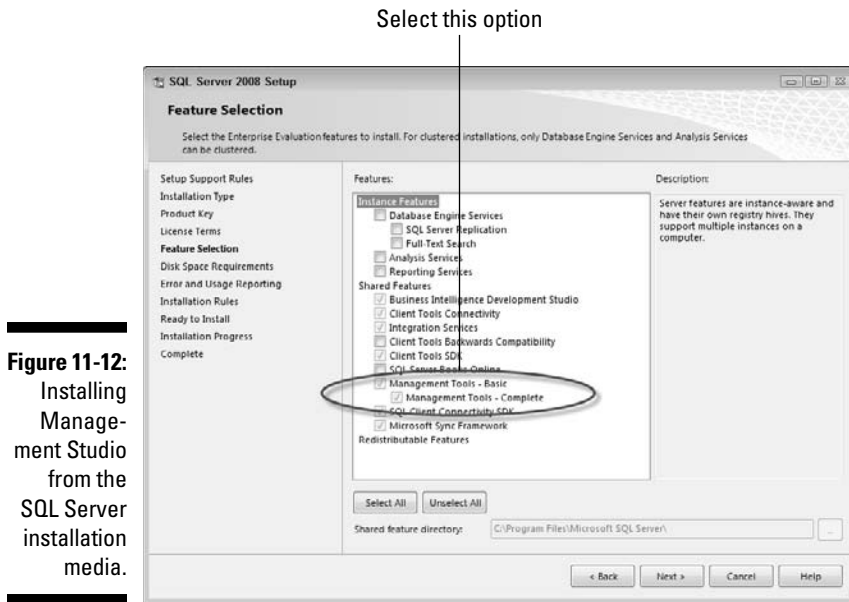 Select this option
SQL Server 2008 Setup
Feature Selection
Select the Enterprise Evaluation features to install. For clustered installations, only Database Engine Services and Analysis Services
can be clustered.
Setup Support Rules
Installation Type
Product Key
License Terms
Feature Selection
Disk Space Requirements
Error and Usage Reporting
Installation Rules
Ready to Install
Installation Progress
Complete
Features:
Instance Features
Database Engine Services
SQL Server Replication
Full-Text Search
Analysis Services
Reporting Services
Shared Features
Business Intelligence Development Studio
Client Tools Connectivity
Integration Services
Client Tools Backwards Compatibility
Client Tools SDK
SQL Server Books Online
Management Tools - Basic
Management Tools - Complete
SQL Client Connectivity SDK
Microsoft Sync Framework
Redistributable Features
Description:
Server features are instance-aware and
have their own registry hives. They
support multiple instances on a
computer.
Select All
Unselect All
Shared feature directory:
C:\Program Files\Microsoft SQL Server\
...
< Back
Next >
Cancel
Help
Figure 11-12:
Installing
Manage-
ment Studio
from the
SQL Server
installation
media.